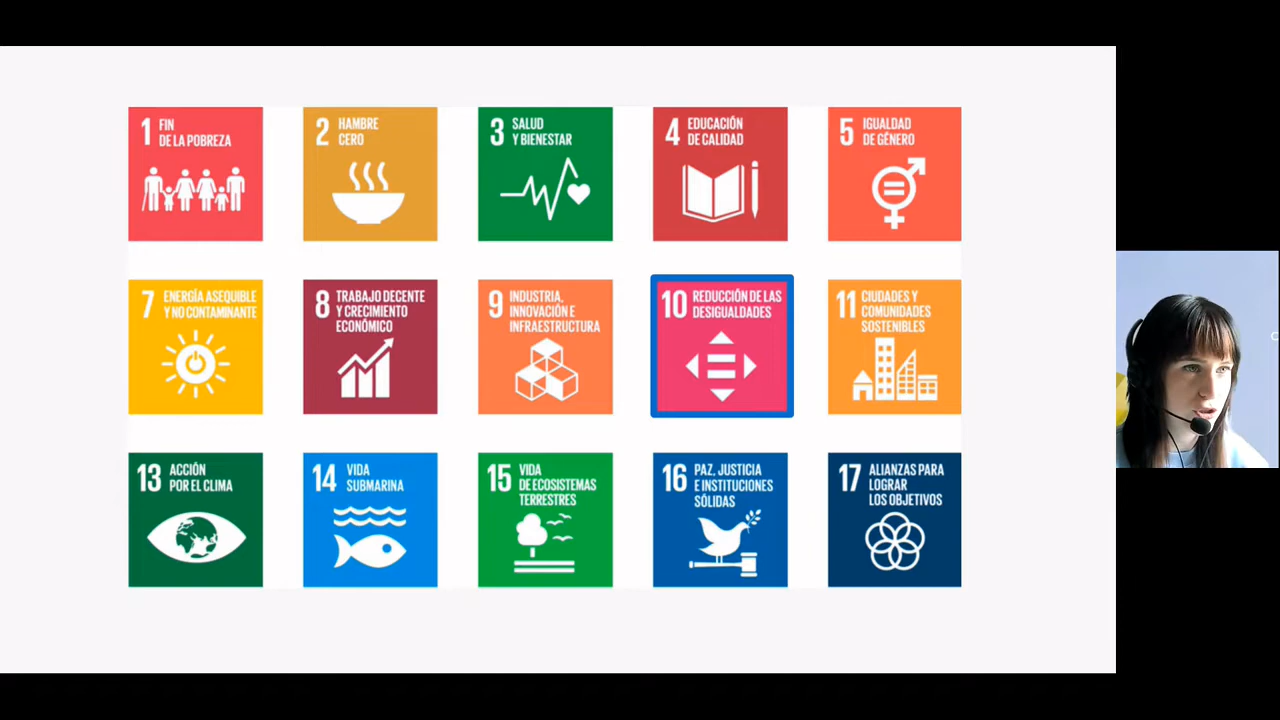 1 FIN
DE LA POBREZA
2 HAMBRE
CERO
3 SALUD
Y BIENESTAR
4 EDUCACIÓN
DE CALIDAD
5 IGUALDAD
DE GÉNERO
7 ENERGÍA ASEQUIBLE
Y NO CONTAMINANTE
8 TRABAJO DECENTE
Y CRECIMIENTO
ECONÓMICO
9 INDUSTRIA,
INNOVACIÓN E
INFRAESTRUCTURA
10 REDUCCIÓN DE LAS
DESIGUALDADES
11 CIUDADES Y
COMUNIDADES
SOSTENIBLES
13 ACCIÓN
POR EL CLIMA
14 VIDA
SUBMARINA
15 VIDA
DE ECOSISTEMAS
TERRESTRES
16 PAZ, JUSTICIA
E INSTITUCIONES
SÓLIDAS
17 ALIANZAS PARA
LOGRAR
LOS OBJETIVOS